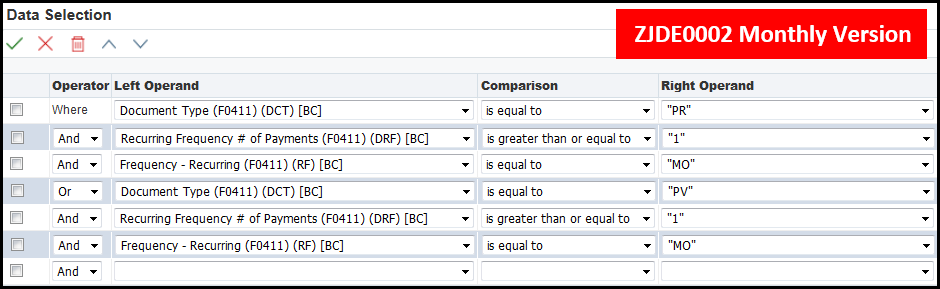 Data Selection
ZJDE0002 Monthly Version
Operator Left Operand Comparison Right Operand
Where Document Type (F0411) (DCT) [BC] is equal to "PR"
And Recurring Frequency # of Payments (F0411) (DRF) [BC] is greater than or equal to "1"
And Frequency - Recurring (F0411) (RF) [BC] is equal to "MO"
Or Document Type (F0411) (DCT) [BC] is equal to "PV"
And Recurring Frequency # of Payments (F0411) (DRF) [BC] is greater than or equal to "1"
And Frequency - Recurring (F0411) (RF) [BC] is equal to "MO"
And